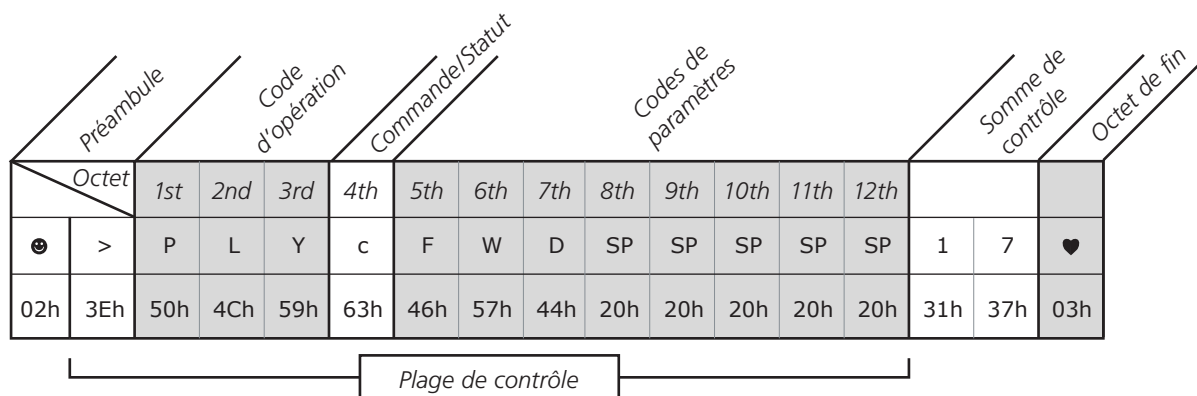 Préambule
Code
d'opération
Commande/Statut
Codes de
paramètres
Somme de
contrôle
Octet de fin
Octet 1st 2nd 3rd 4th 5th 6th 7th 8th 9th 10th 11th 12th
☻ > P L Y c F W D SP SP SP SP SP 1 7 ♥
02h 3Eh 50h 4Ch 59h 63h 46h 57h 44h 20h 20h 20h 20h 20h 31h 37h 03h
Plage de contrôle